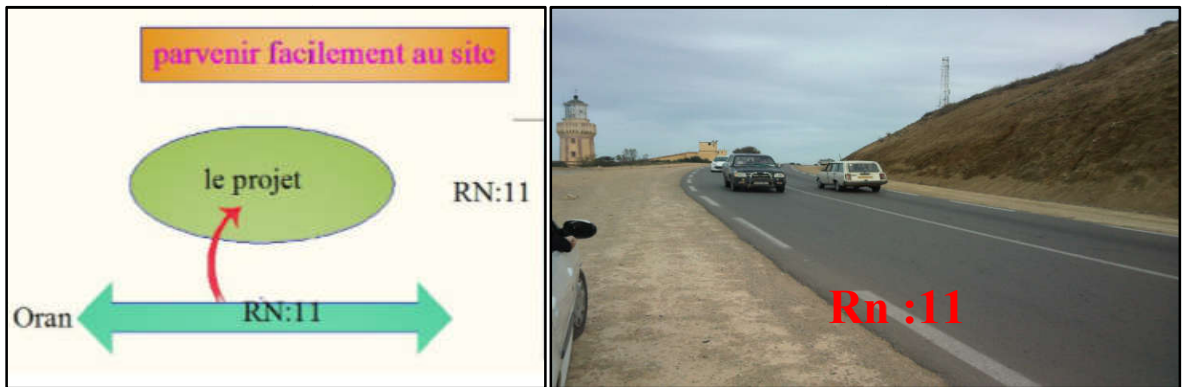 parvenir facilement au site
le projet
RN:11
Oran
RN:11
Rn :11